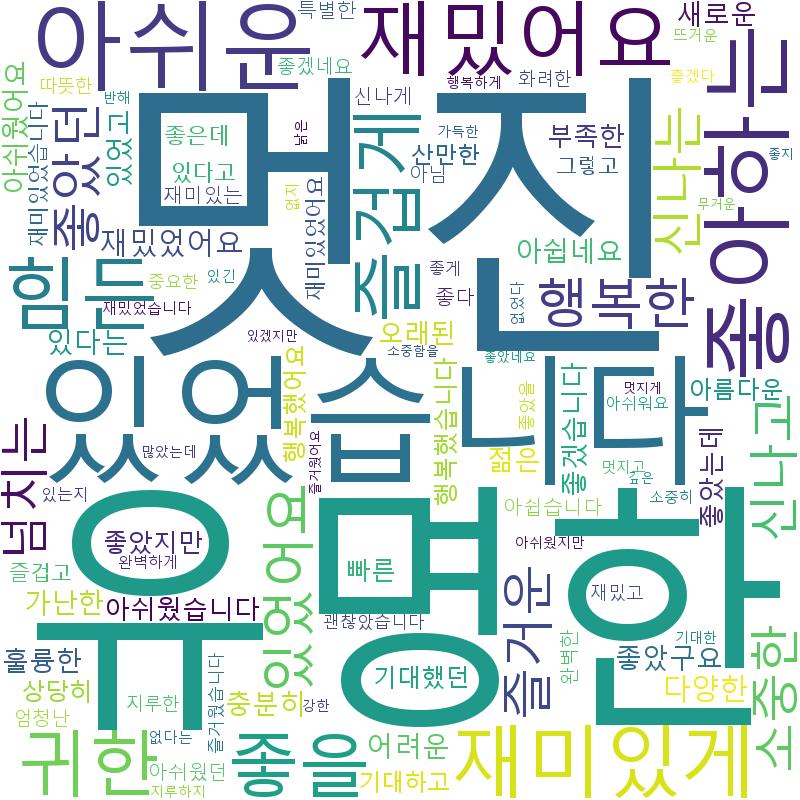 아쉬운
특별한
재밌어요
새로운
뜨거운
좋겠네요
좋겠다
따뜻한
반해
행복하게
화려한
신나게
아쉬웠어요
재미있었습니다
좋았던
있었고
멋진
좋은데
있다고
재미있는
낡은
없지
즐겁게
가득한
산만한
아님
부족한
그렇고
신나는
좋아하는
좋지
무거운
재밌었어요
재미있었어요
아쉽네요
믿는
중요한
있긴
좋게
좋다
없었다
행복한
재밌었습니다
있다는
있겠지만
오래된
소중함을
좋았네요
있었습니다
행복했어요
행복했습니다
즐거웠어요
젊은
좋았을
좋겠습니다
멋지게
아쉬워요
아름다운
넘치는
많았는데
있는지
멋지고
깊은
소중히
좋았는데
신나고
유명한
좋았지만
완벽하게
즐겁고
있었어요
아쉽습니다
아쉬웠지만
빠른
재밌고
가난한
아쉬웠습니다
괜찮았습니다
즐거운
완벽한
기대한
소중한
훌륭한
좋았구요
상당히
지루한
즐거웠습니다
충분히
강한
기대했던
다양한
엄청난
귀한
없다는
아쉬웠던
지루하지
좋을
어려운
기대하고
재미있게